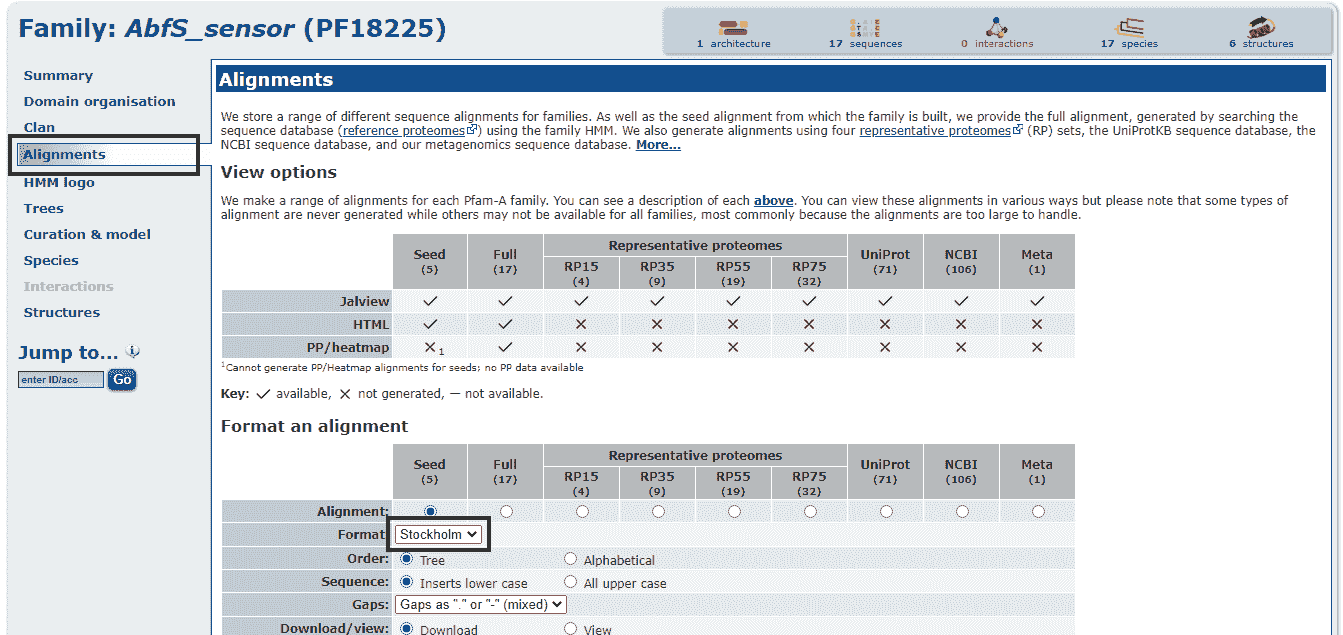 Family: AbfS_sensor (PF18225)
1 architecture 17 sequences 0 interactions 17 species 6 structures
Summary
Domain organisation
Clan
Alignments
HMM logo
Trees
Curation & model
Species
Interactions
Structures
Jump to... i
enter ID/acc Go
Alignments
We store a range of different sequence alignments for families. As well as the seed alignment from which the family is built, we provide the full alignment, generated by searching the
sequence database (reference proteomes) using the family HMM. We also generate alignments using four representative proteomes (RP) sets, the UniProtKB sequence database, the
NCBI sequence database, and our metagenomics sequence database. More...
View options
We make a range of alignments for each Pfam-A family. You can see a description of each above. You can view these alignments in various ways but please note that some types of
alignment are never generated while others may not be available for all families, most commonly because the alignments are too large to handle.
Seed (5) Full (17) Representative proteomes UniProt (71) NCBI (106) Meta (1)
RP15 (4) RP35 (9) RP55 (19) RP75 (32)
Jalview ✓ ✓ ✓ ✓ ✓ ✓ ✓ ✓ ✓
HTML ✓ ✓ ✕ ✕ ✕ ✕ ✕ ✕ ✕
PP/heatmap ✕ 1 ✓ ✕ ✕ ✕ ✕ ✕ ✕ ✕
1Cannot generate PP/Heatmap alignments for seeds; no PP data available
Key: ✓ available, ✕ not generated, — not available.
Format an alignment
Seed (5) Full (17) Representative proteomes UniProt (71) NCBI (106) Meta (1)
RP15 (4) RP35 (9) RP55 (19) RP75 (32)
Alignment:
Format Stockholm
Order: Tree Alphabetical
Sequence: Inserts lower case All upper case
Gaps: Gaps as "." or "-" (mixed)
Download/view: Download View